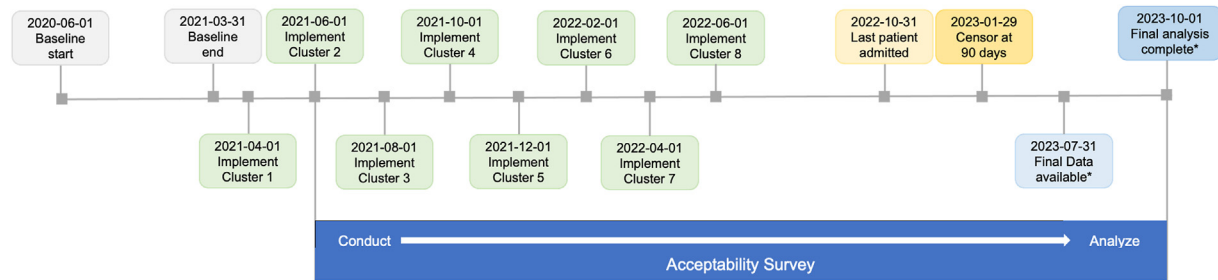 2020-06-01
Baseline
start
2021-03-31
Baseline
end
2021-06-01
Implement
Cluster 2
2021-10-01
Implement
Cluster 4
2022-02-01
Implement
Cluster 6
2022-06-01
Implement
Cluster 8
2022-10-31
Last patient
admitted
2023-01-29
Censor at
90 days
2023-10-01
Final analysis
complete*
2021-04-01
Implement
Cluster 1
2021-08-01
Implement
Cluster 3
2021-12-01
Implement
Cluster 5
2022-04-01
Implement
Cluster 7
2023-07-31
Final Data
available*
Conduct
Analyze
Acceptability Survey